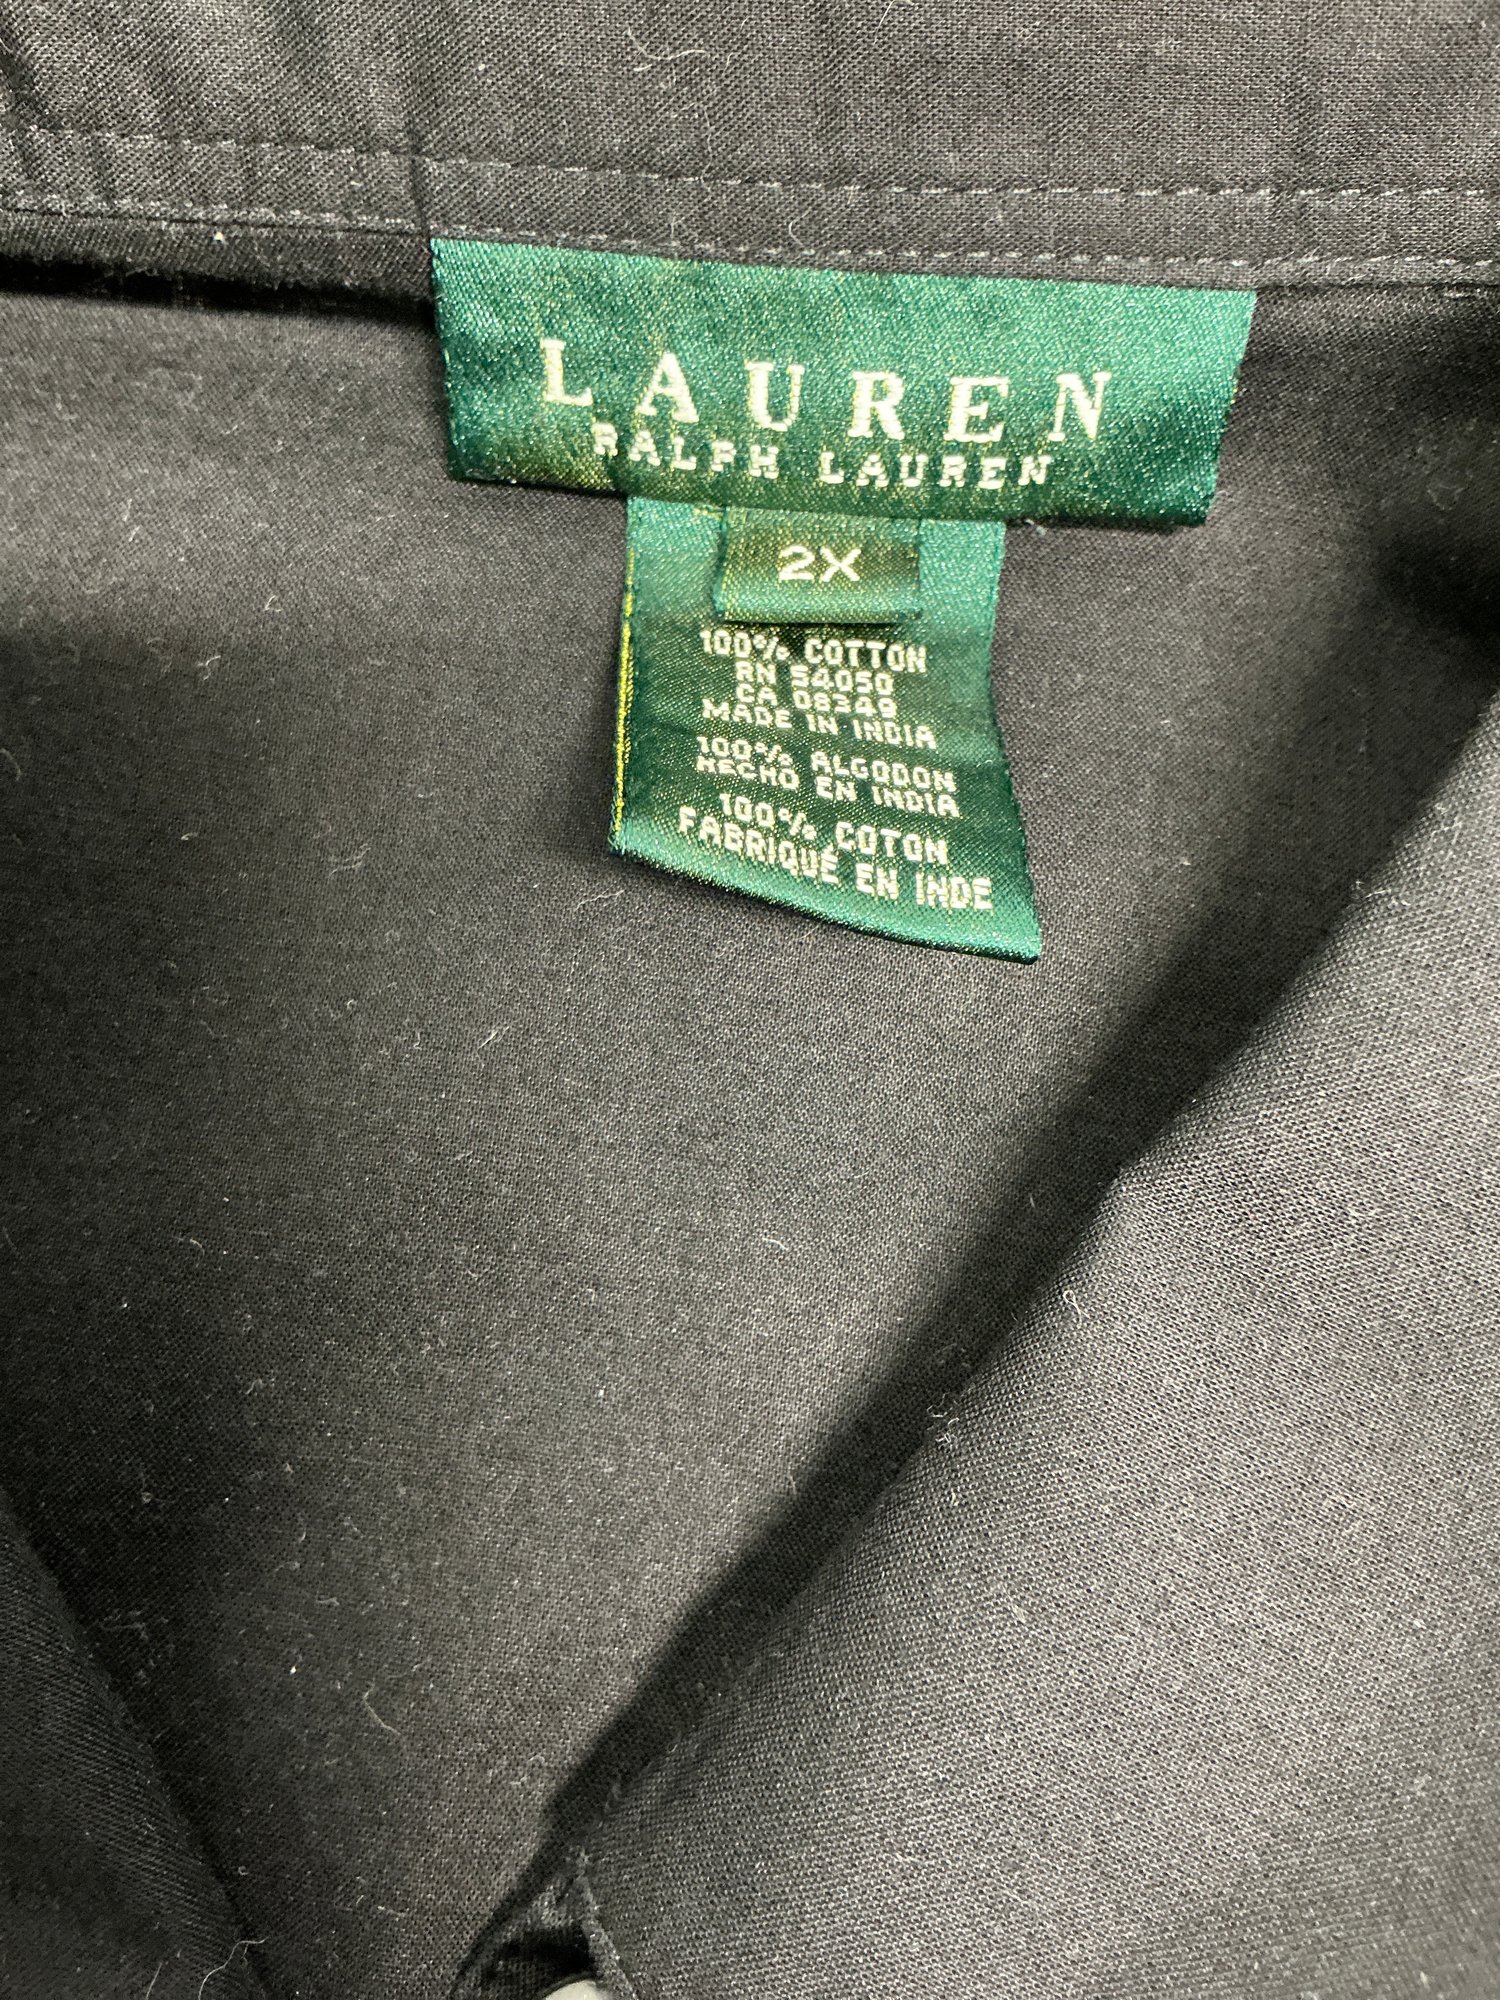 LAUREN
RALPH LAUREN
2X
100% COTTON
RN 54050
CA 08349
MADE IN INDIA
100% ALGODON
HECHO EN INDIA
100% COTON
FABRIQUÉ EN INDE